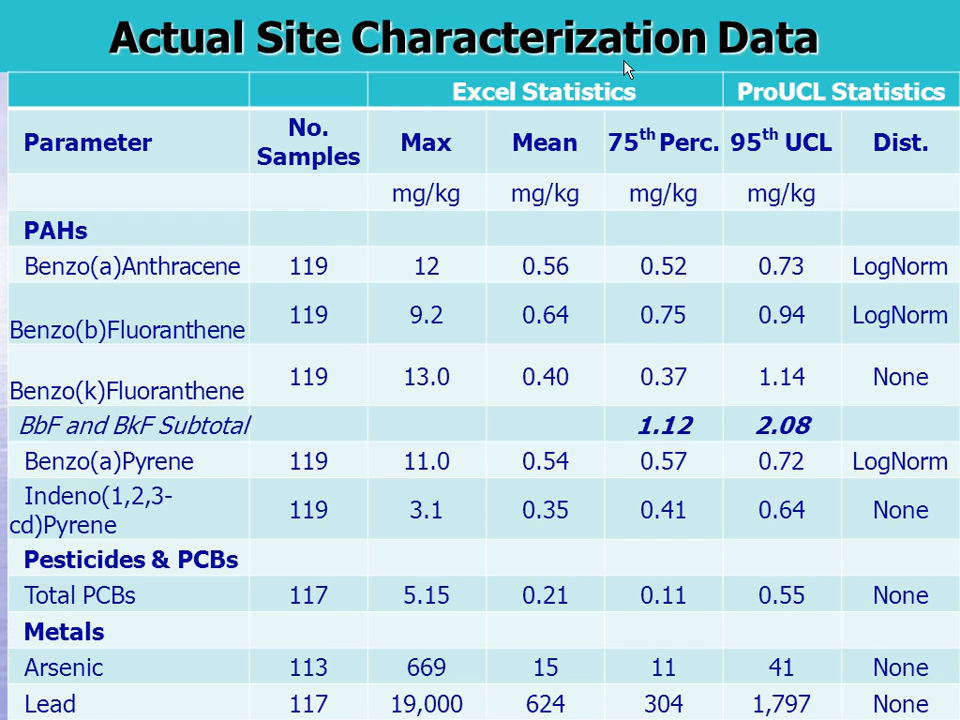 Actual Site Characterization Data
Excel Statistics ProUCL Statistics
Parameter No. Samples Max Mean 75th Perc. 95th UCL Dist.
mg/kg mg/kg mg/kg mg/kg
PAHs
Benzo(a)Anthracene 119 12 0.56 0.52 0.73 LogNorm
Benzo(b)Fluoranthene 119 9.2 0.64 0.75 0.94 LogNorm
Benzo(k)Fluoranthene 119 13.0 0.40 0.37 1.14 None
BbF and BkF Subtotal 1.12 2.08
Benzo(a)Pyrene 119 11.0 0.54 0.57 0.72 LogNorm
Indeno(1,2,3-
cd)Pyrene 119 3.1 0.35 0.41 0.64 None
Pesticides & PCBs
Total PCBs 117 5.15 0.21 0.11 0.55 None
Metals
Arsenic 113 669 15 11 41 None
Lead 117 19,000 624 304 1,797 None